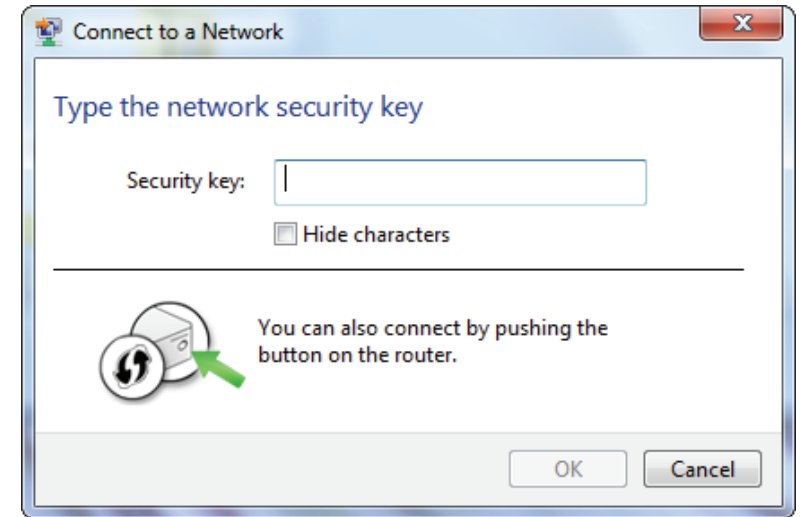 Connect to a Network
Type the network security key
Security key:
Hide characters
You can also connect by pushing the
button on the router.
OK
Cancel